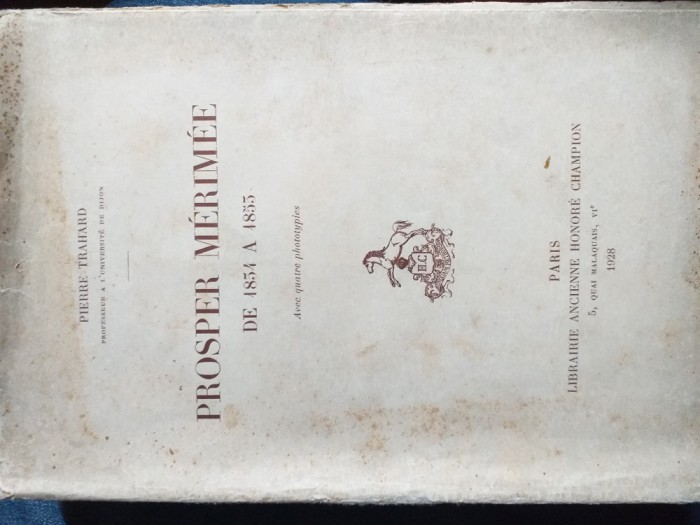 PIERRE TRAHARD
PROFESSEUR A L'UNIVERSITÉ DE DIJON
PROSPER MÉRIMÉE
DE 1834 A 1853
Avec quatre phototypies
H.C
PARIS
LIBRAIRIE ANCIENNE HONORÉ CHAMPION
5, QUAI MALAQUAIS, VIe
1928